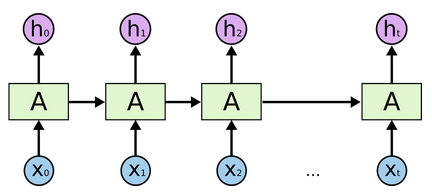 h₀ h₁ h₂ hₜ
A A A A
x₀ x₁ x₂ ... xₜ